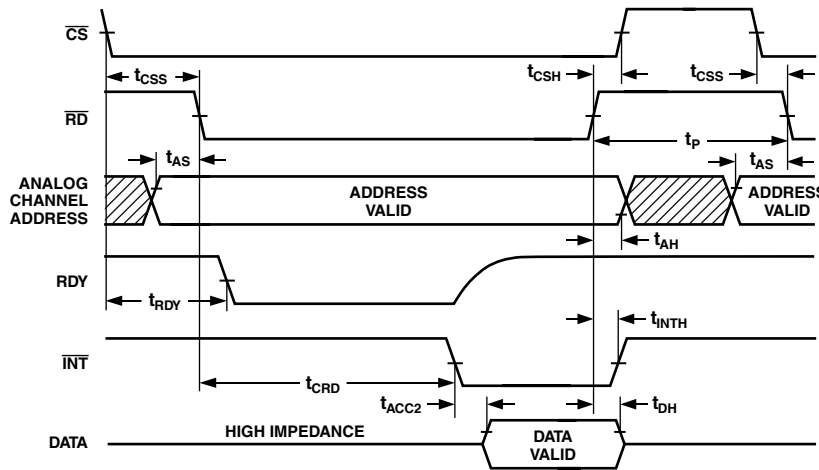 CS
tCSS
tCSH
tCSS
RD
tAS
tP
tAS
ANALOG
CHANNEL
ADDRESS
ADDRESS
VALID
ADDRESS
VALID
tAH
RDY
tRDY
tINTH
INT
tCRD
tACC2
tDH
DATA
HIGH IMPEDANCE
DATA
VALID